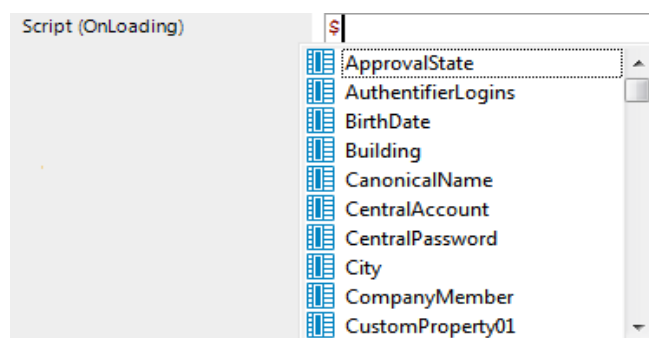 Script (OnLoading)
$
ApprovalState
AuthentifierLogins
BirthDate
Building
CanonicalName
CentralAccount
CentralPassword
City
CompanyMember
CustomProperty01